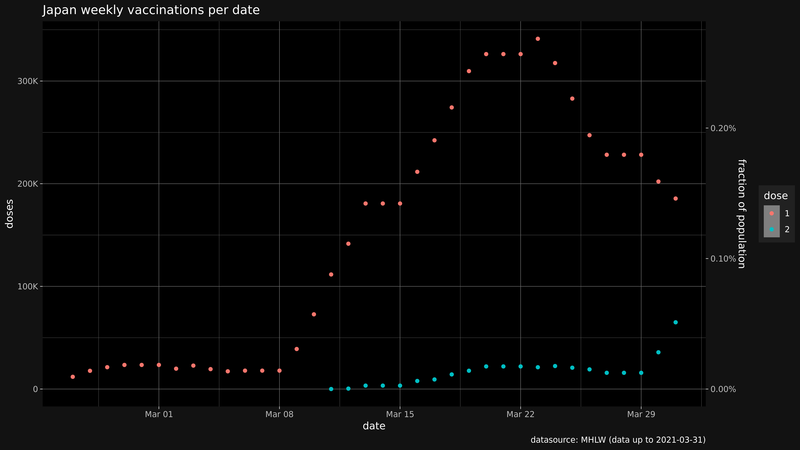 Japan weekly vaccinations per date
doses
300K
200K
100K
0
0.20%
0.10%
0.00%
fraction of population
dose
1
2
Mar 01
Mar 08
Mar 15
Mar 22
Mar 29
date
datasource: MHLW (data up to 2021-03-31)